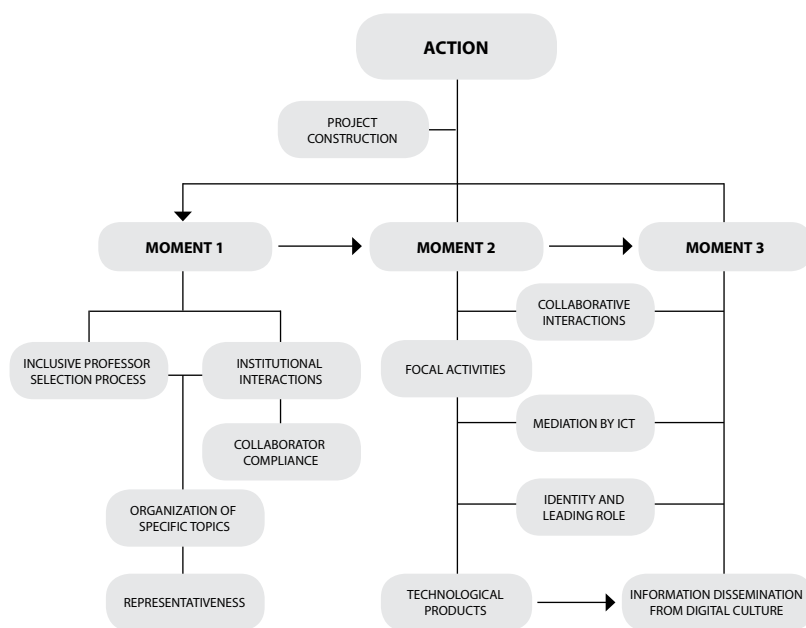 ACTION
PROJECT
CONSTRUCTION
MOMENT 1
MOMENT 2
MOMENT 3
COLLABORATIVE
INTERACTIONS
INCLUSIVE PROFESSOR
SELECTION PROCESS
INSTITUTIONAL
INTERACTIONS
FOCAL ACTIVITIES
MEDIATION BY ICT
COLLABORATOR
COMPLIANCE
IDENTITY AND
LEADING ROLE
ORGANIZATION OF
SPECIFIC TOPICS
REPRESENTATIVENESS
TECHNOLOGICAL
PRODUCTS
INFORMATION DISSEMINATION
FROM DIGITAL CULTURE